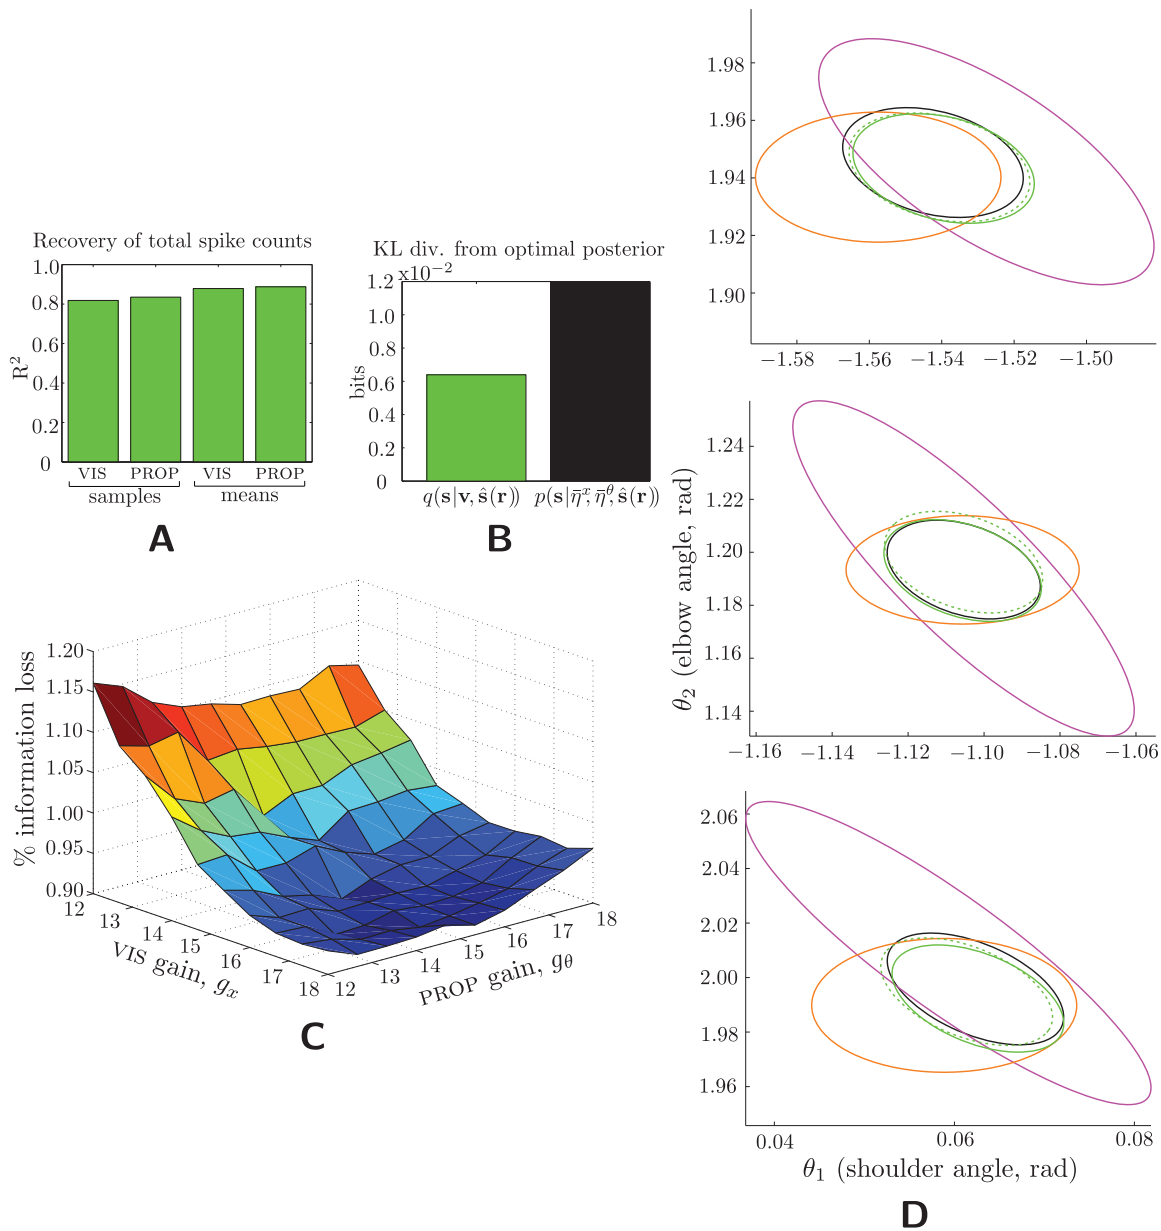 Recovery of total spike counts
1.0
0.8
0.6
0.4
0.2
0
R²
VIS PROP VIS PROP
samples means
A
KL div. from optimal posterior
x10⁻²
1.2
1.0
0.8
0.6
0.4
0.2
0
bits
q(s|v, ŝ(r)) p(s|η̄ˣ, η̄^θ, ŝ(r))
B
1.20
1.15
1.10
1.05
1.00
0.95
0.90
% information loss
12 13 14 15 16 17 18
VIS gain, gₓ
12 13 14 15 16 17 18
PROP gain, g_θ
C
1.98
1.96
1.94
1.92
1.90
−1.58 −1.56 −1.54 −1.52 −1.50
1.24
1.22
1.20
1.18
1.16
1.14
θ₂ (elbow angle, rad)
−1.16 −1.14 −1.12 −1.10 −1.08 −1.06
2.06
2.04
2.02
2.00
1.98
1.96
0.04 0.06 0.08
θ₁ (shoulder angle, rad)
D